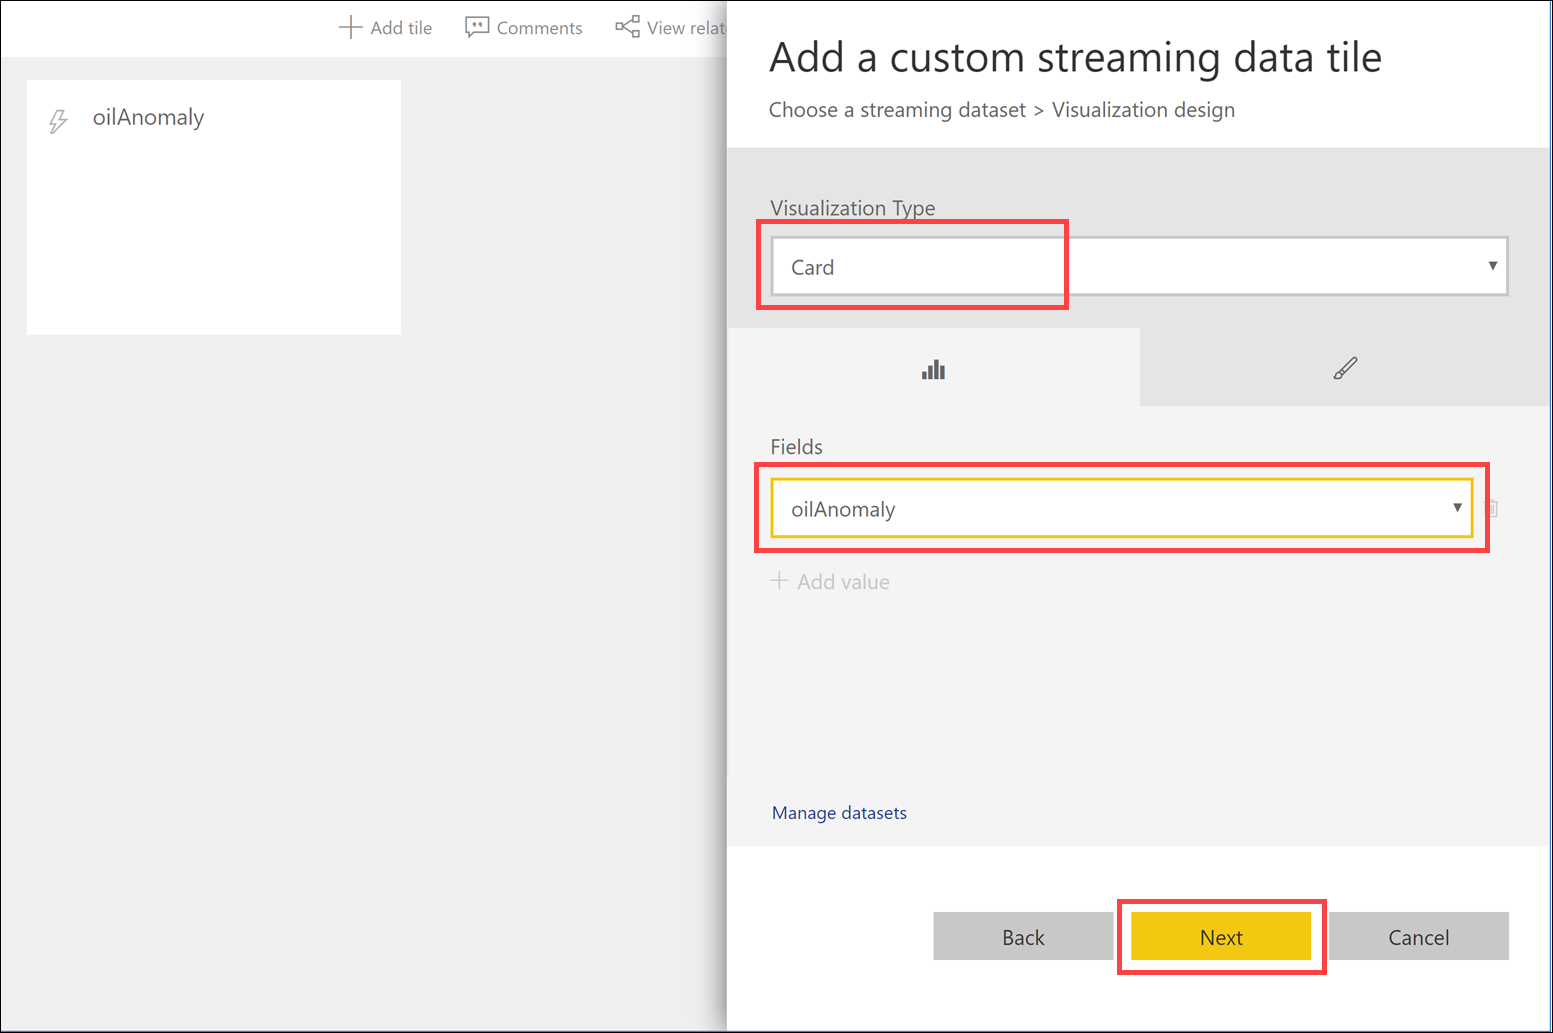 Add tile
Comments
View relat
oilAnomaly
Add a custom streaming data tile
Choose a streaming dataset > Visualization design
Visualization Type
Card
Fields
oilAnomaly
Add value
Manage datasets
Back
Next
Cancel